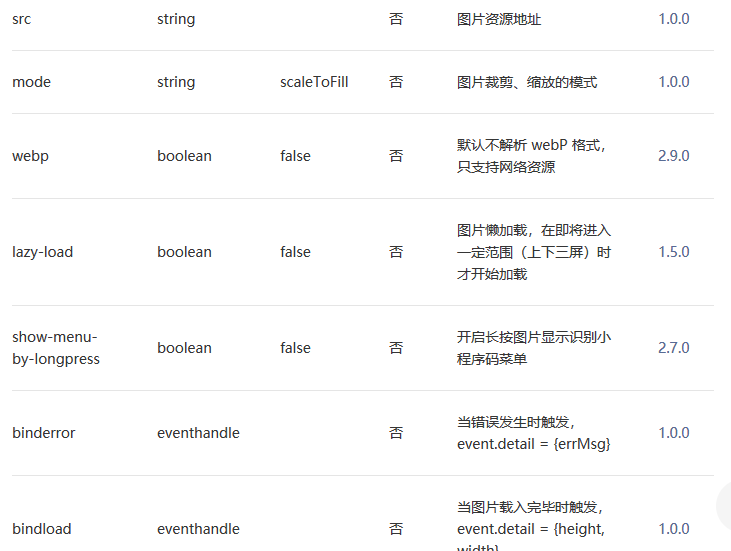 src string 否 图片资源地址 1.0.0
mode string scaleToFill 否 图片裁剪、缩放的模式 1.0.0
webp boolean false 否 默认不解析 webP 格式，
只支持网络资源 2.9.0
lazy-load boolean false 否 图片懒加载，在即将进入
一定范围（上下三屏）时
才开始加载 1.5.0
show-menu-
by-longpress boolean false 否 开启长按图片显示识别小
程序码菜单 2.7.0
binderror eventhandle 否 当错误发生时触发，
event.detail = {errMsg} 1.0.0
bindload eventhandle 否 当图片载入完毕时触发，
event.detail = {height,
width} 1.0.0